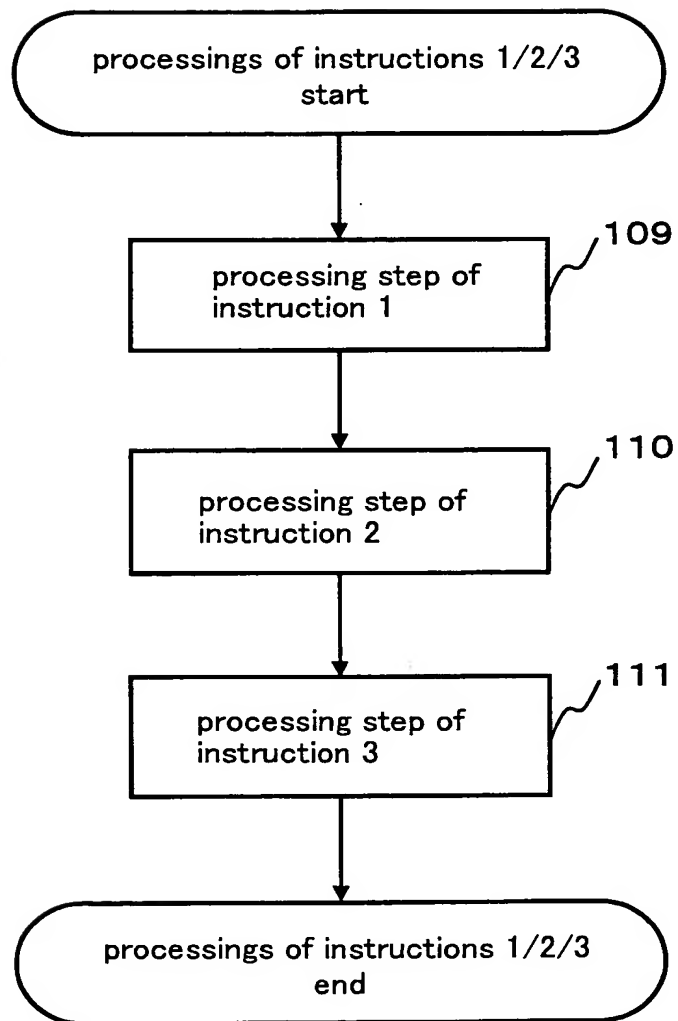 processings of instructions 1/2/3
start
109
processing step of
instruction 1
110
processing step of
instruction 2
111
processing step of
instruction 3
processings of instructions 1/2/3
end